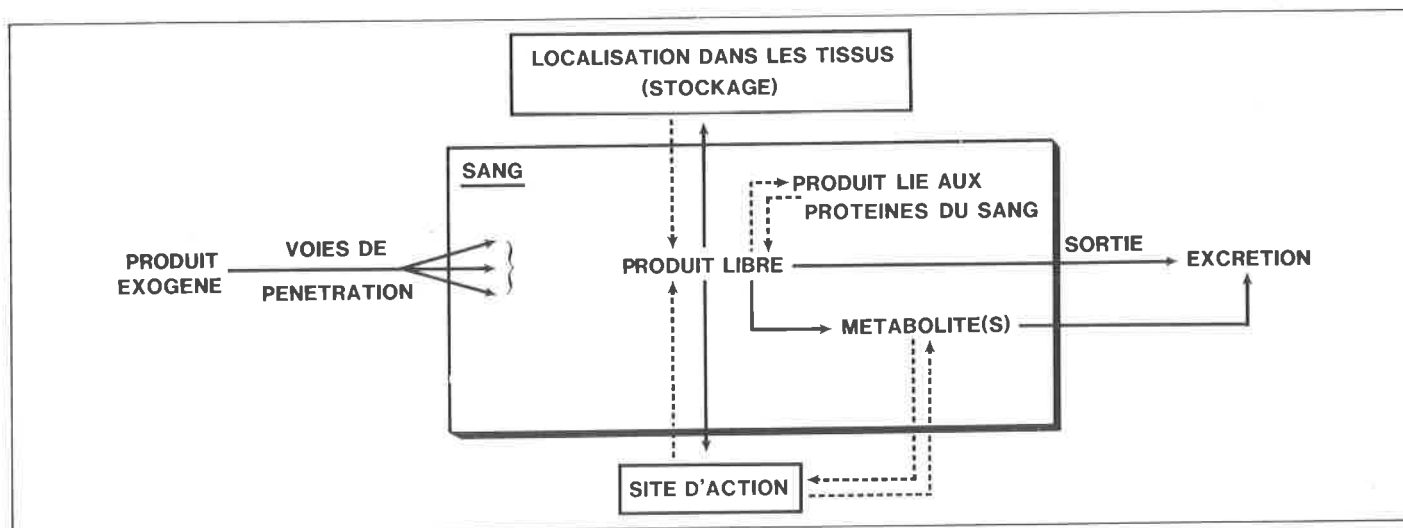 LOCALISATION DANS LES TISSUS
(STOCKAGE)
SANG
PRODUIT LIE AUX
PROTEINES DU SANG
PRODUIT
EXOGENE
VOIES DE
PENETRATION
PRODUIT LIBRE
SORTIE
EXCRETION
METABOLITE(S)
SITE D'ACTION